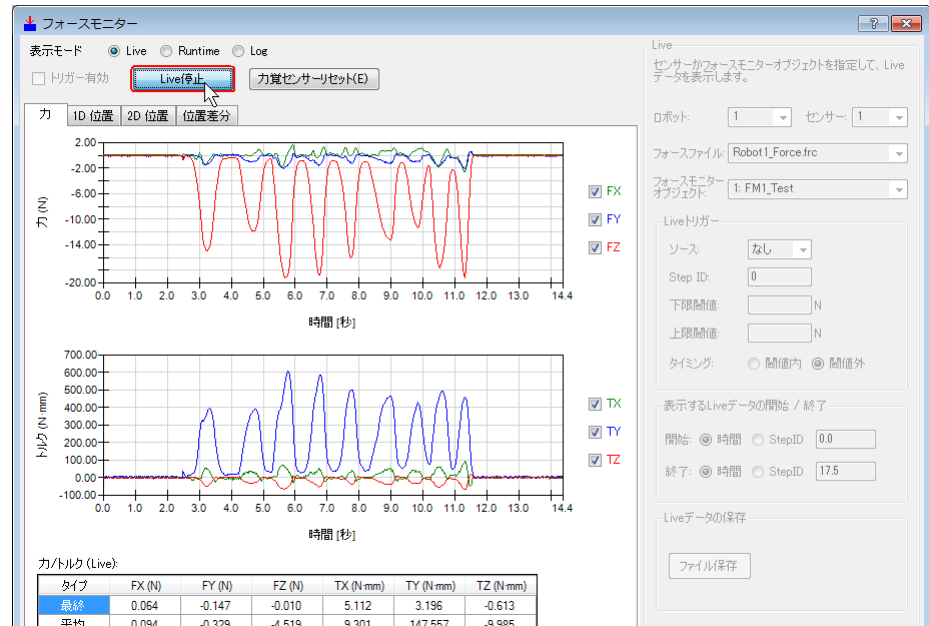 フォースモニター
表示モード Live Runtime Log
トリガー有効 Live停止 力覚センサーリセット(E)
力 1D 位置 2D 位置 位置差分
2.00
-2.00
-6.00
-10.00
-14.00
-20.00
力 (N)
0.0 1.0 2.0 3.0 4.0 5.0 6.0 7.0 8.0 9.0 10.0 11.0 12.0 13.0 14.4
時間 [秒]
FX
FY
FZ
700.00
600.00
500.00
400.00
300.00
200.00
100.00
0.00
-100.00
トルク (N·mm)
0.0 1.0 2.0 3.0 4.0 5.0 6.0 7.0 8.0 9.0 10.0 11.0 12.0 13.0 14.4
時間 [秒]
TX
TY
TZ
力/トルク (Live):
タイプ FX (N) FY (N) FZ (N) TX (N·mm) TY (N·mm) TZ (N·mm)
最終 0.064 -0.147 -0.010 5.112 3.196 -0.613
平均 0.094 -0.329 -4.519 9.301 147.557 -9.985
Live
センサーかフォースモニターオブジェクトを指定して、Live
データを表示します。
ロボット: 1 センサー: 1
フォースファイル: Robot1_Force.frc
フォースモニター
オブジェクト: 1: FM1_Test
Liveトリガー
ソース: なし
Step ID: 0
下限閾値: N
上限閾値: N
タイミング: 閾値内 閾値外
表示するLiveデータの開始 / 終了
開始: 時間 StepID 0.0
終了: 時間 StepID 17.5
Liveデータの保存
ファイル保存